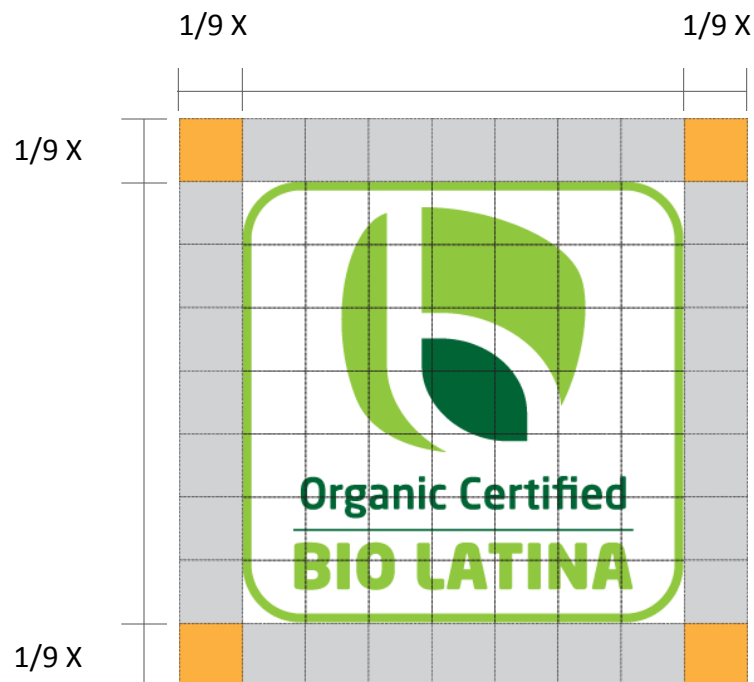 1/9 X 1/9 X
1/9 X
Organic Certified
BIO LATINA
1/9 X